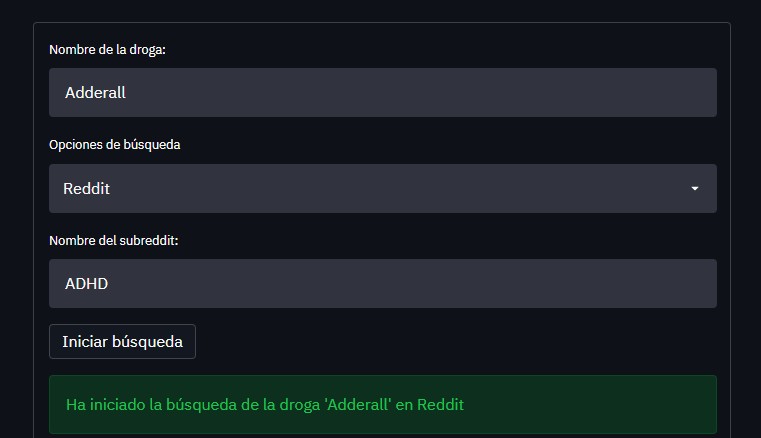 Nombre de la droga:
Adderall
Opciones de búsqueda
Reddit
Nombre del subreddit:
ADHD
Iniciar búsqueda
Ha iniciado la búsqueda de la droga 'Adderall' en Reddit